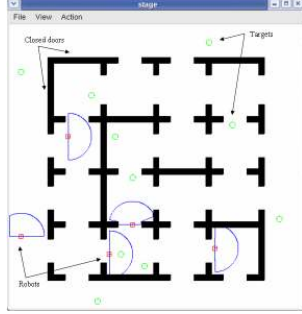 stage
File View Action
Closed doors
Targets
Robots